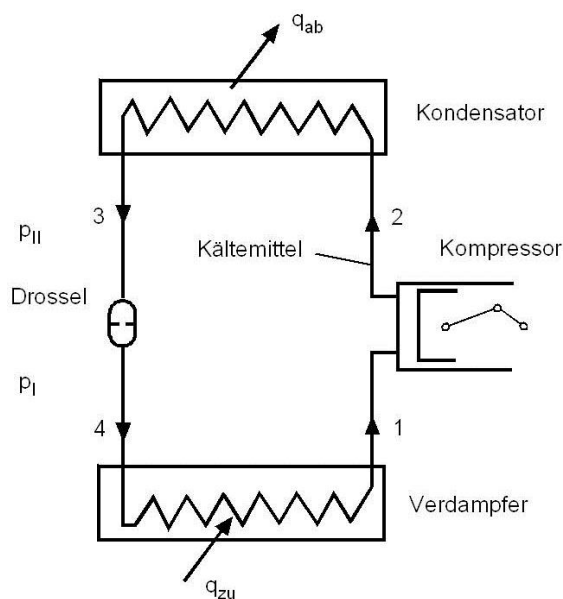 q_ab
Kondensator
3
2
p_II
Kältemittel
Kompressor
Drossel
p_I
4
1
Verdampfer
q_zu